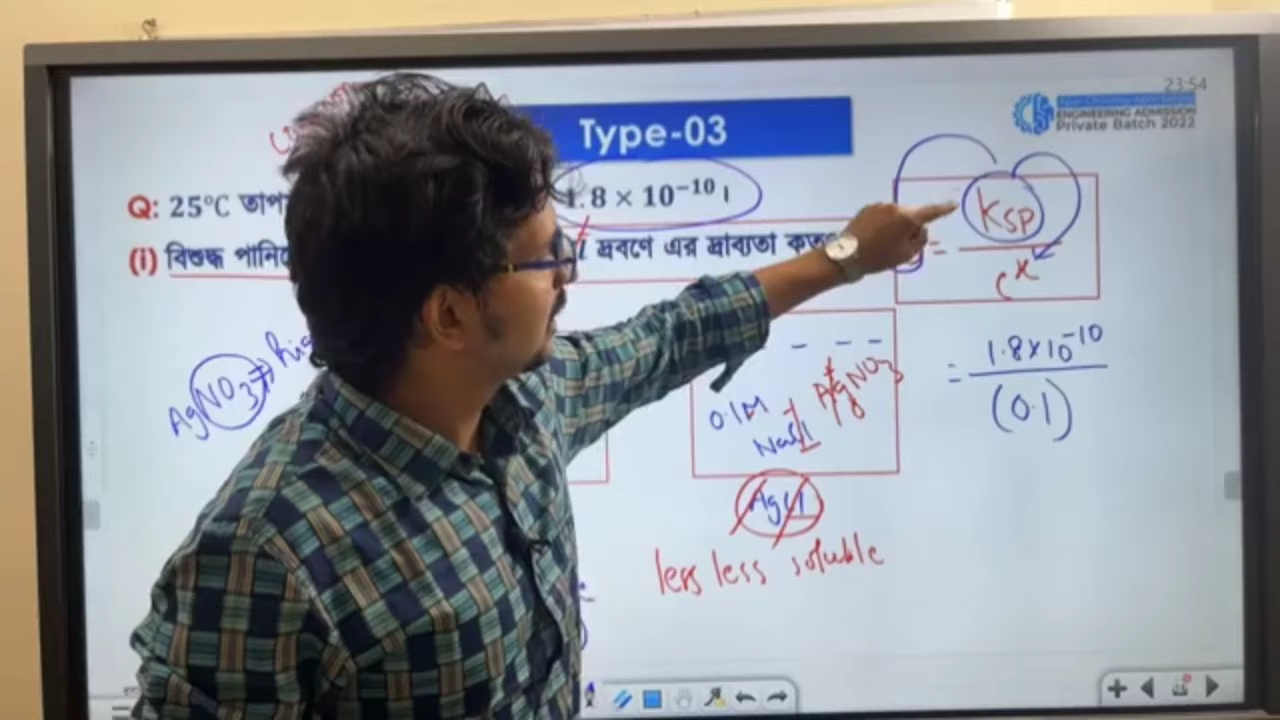 23:54
ENGINEERING ADMISSION
Private Batch 2022
Type-03
Q: 25°C
1.8 × 10⁻¹⁰।
(i) বিশুদ্ধ
দ্রবণে এর দ্রাব্যতা
= Ksp / cˣ
AgNO₃ ⇒
0.1M
NaCl
AgNO₃
= 1.8×10⁻¹⁰ / (0.1)
AgCl
less less soluble